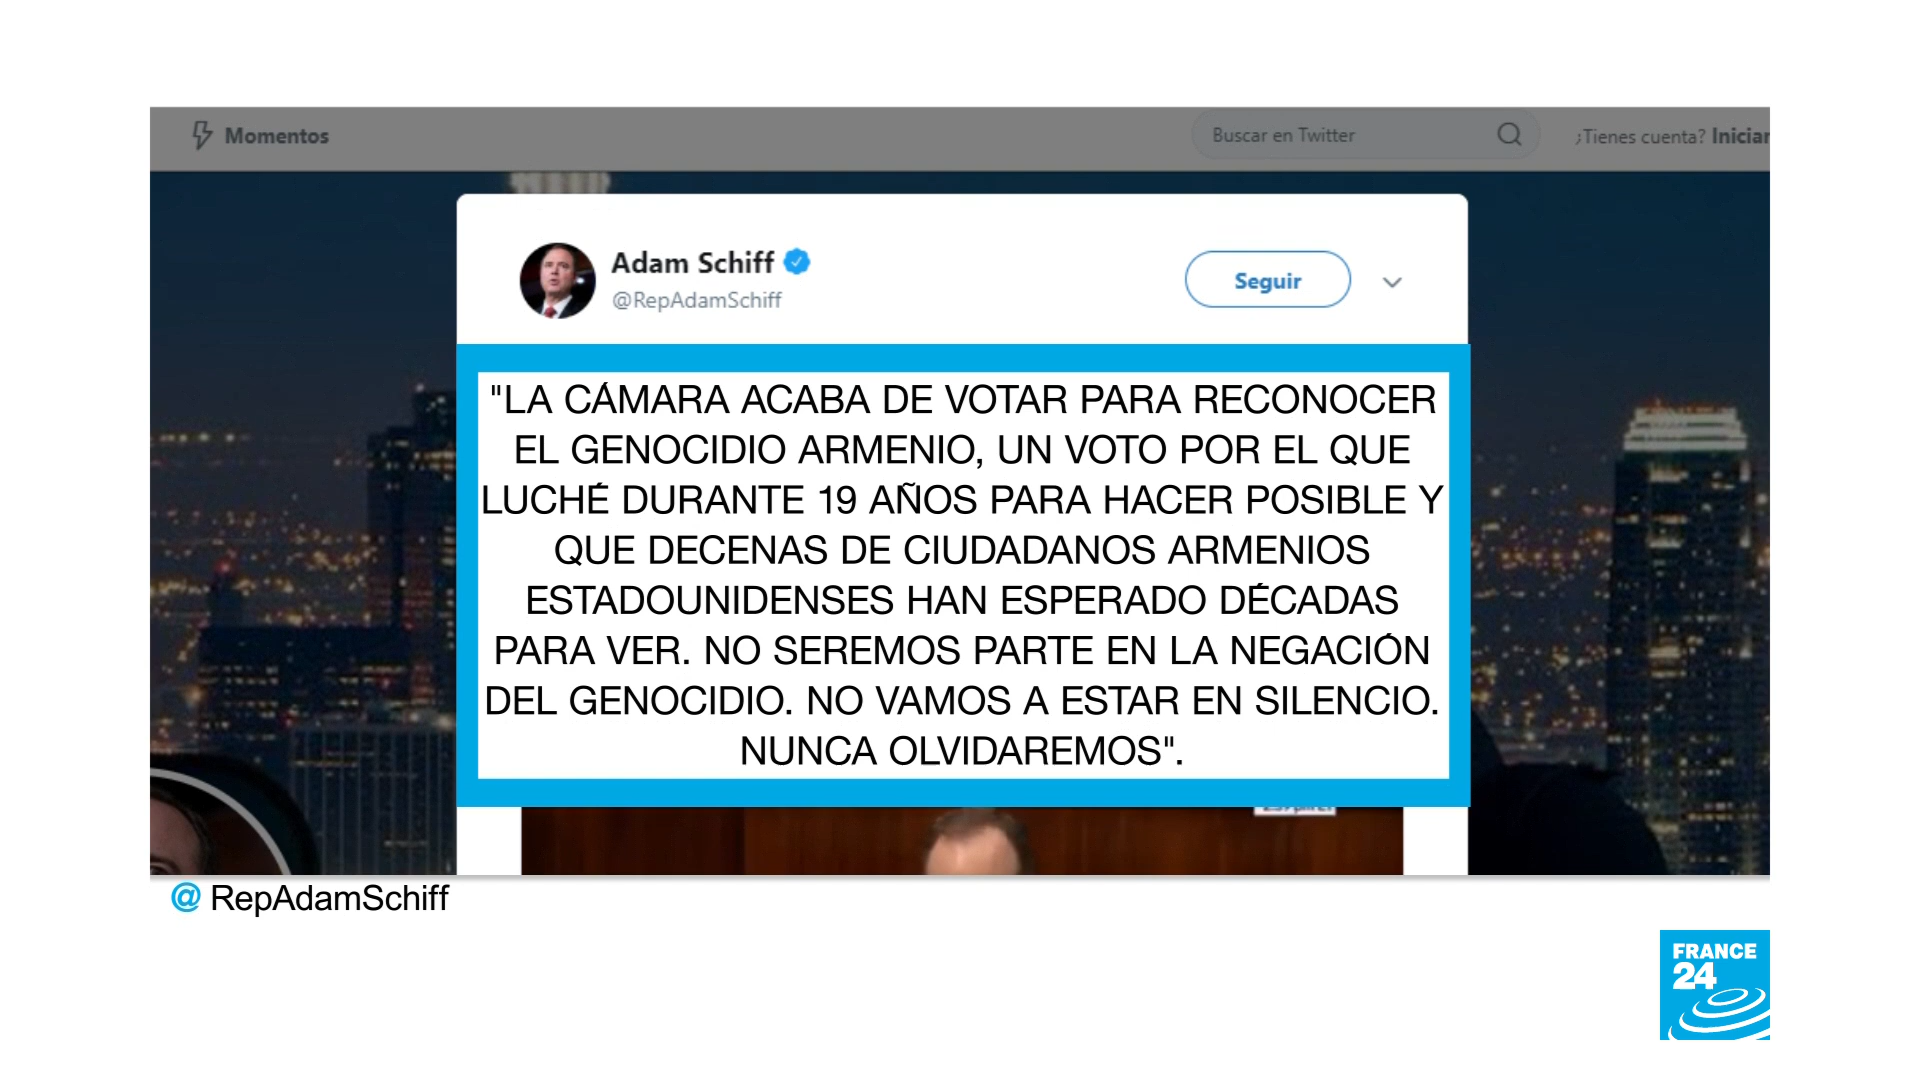 Momentos
Buscar en Twitter
¿Tienes cuenta? Iniciar
Adam Schiff
@RepAdamSchiff
Seguir
"LA CÁMARA ACABA DE VOTAR PARA RECONOCER
EL GENOCIDIO ARMENIO, UN VOTO POR EL QUE
LUCHÉ DURANTE 19 AÑOS PARA HACER POSIBLE Y
QUE DECENAS DE CIUDADANOS ARMENIOS
ESTADOUNIDENSES HAN ESPERADO DÉCADAS
PARA VER. NO SEREMOS PARTE EN LA NEGACIÓN
DEL GENOCIDIO. NO VAMOS A ESTAR EN SILENCIO.
NUNCA OLVIDAREMOS".
@ RepAdamSchiff
FRANCE
24